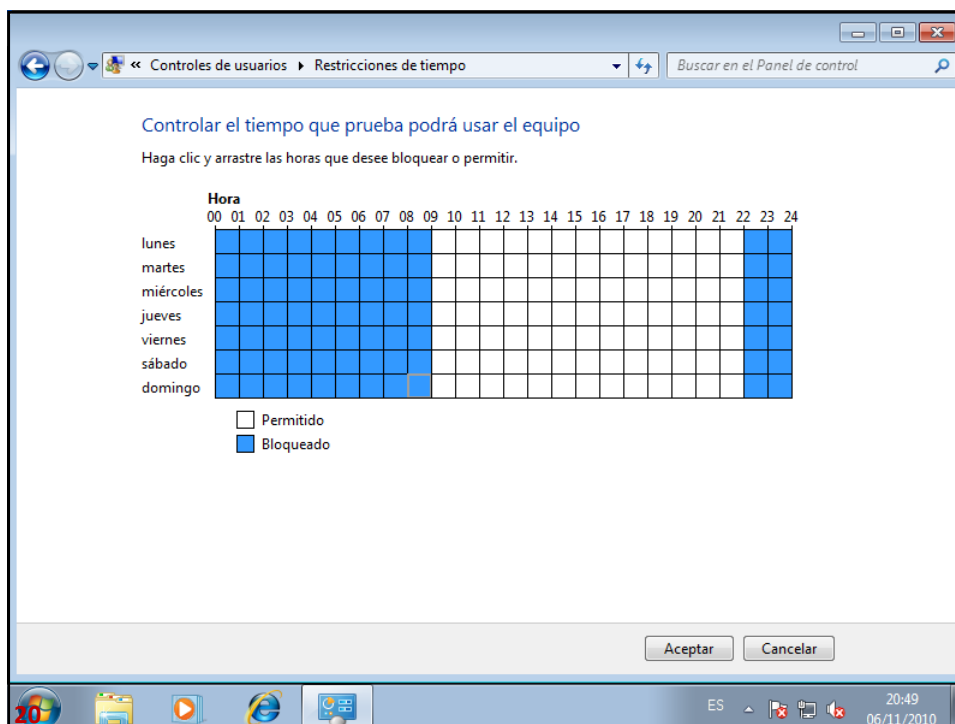 « Controles de usuarios Restricciones de tiempo Buscar en el Panel de control
Controlar el tiempo que prueba podrá usar el equipo
Haga clic y arrastre las horas que desee bloquear o permitir.
Hora
00 01 02 03 04 05 06 07 08 09 10 11 12 13 14 15 16 17 18 19 20 21 22 23 24
lunes
martes
miércoles
jueves
viernes
sábado
domingo
Permitido
Bloqueado
Aceptar Cancelar
20 ES 20:49
06/11/2010